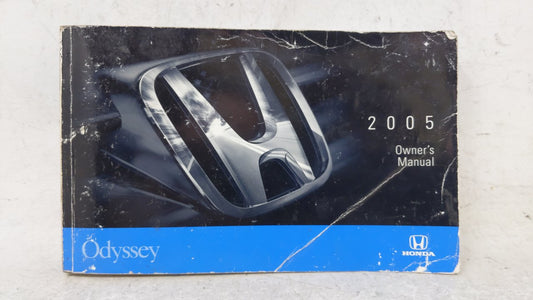 2005
Owner's
Manual
Odyssey
HONDA